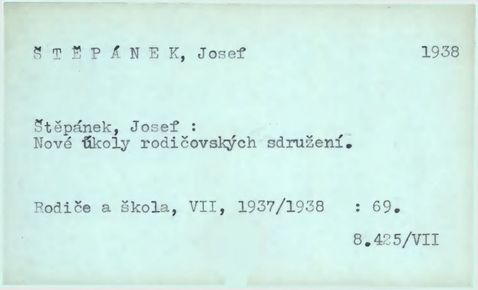 Š T Ě P Á N E K, Josef 1938
Štěpánek, Josef :
Nové úkoly rodičovských sdružení.
Rodiče a škola, VII, 1937/1938 : 69.
8.425/VII